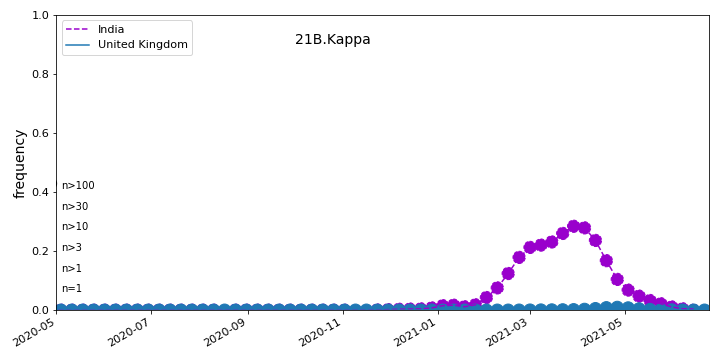 1.0
India
United Kingdom
21B.Kappa
0.8
0.6
frequency
0.4
n>100
n>30
n>10
0.2
n>3
n>1
n=1
0.0
2020-05
2020-07
2020-09
2020-11
2021-01
2021-03
2021-05